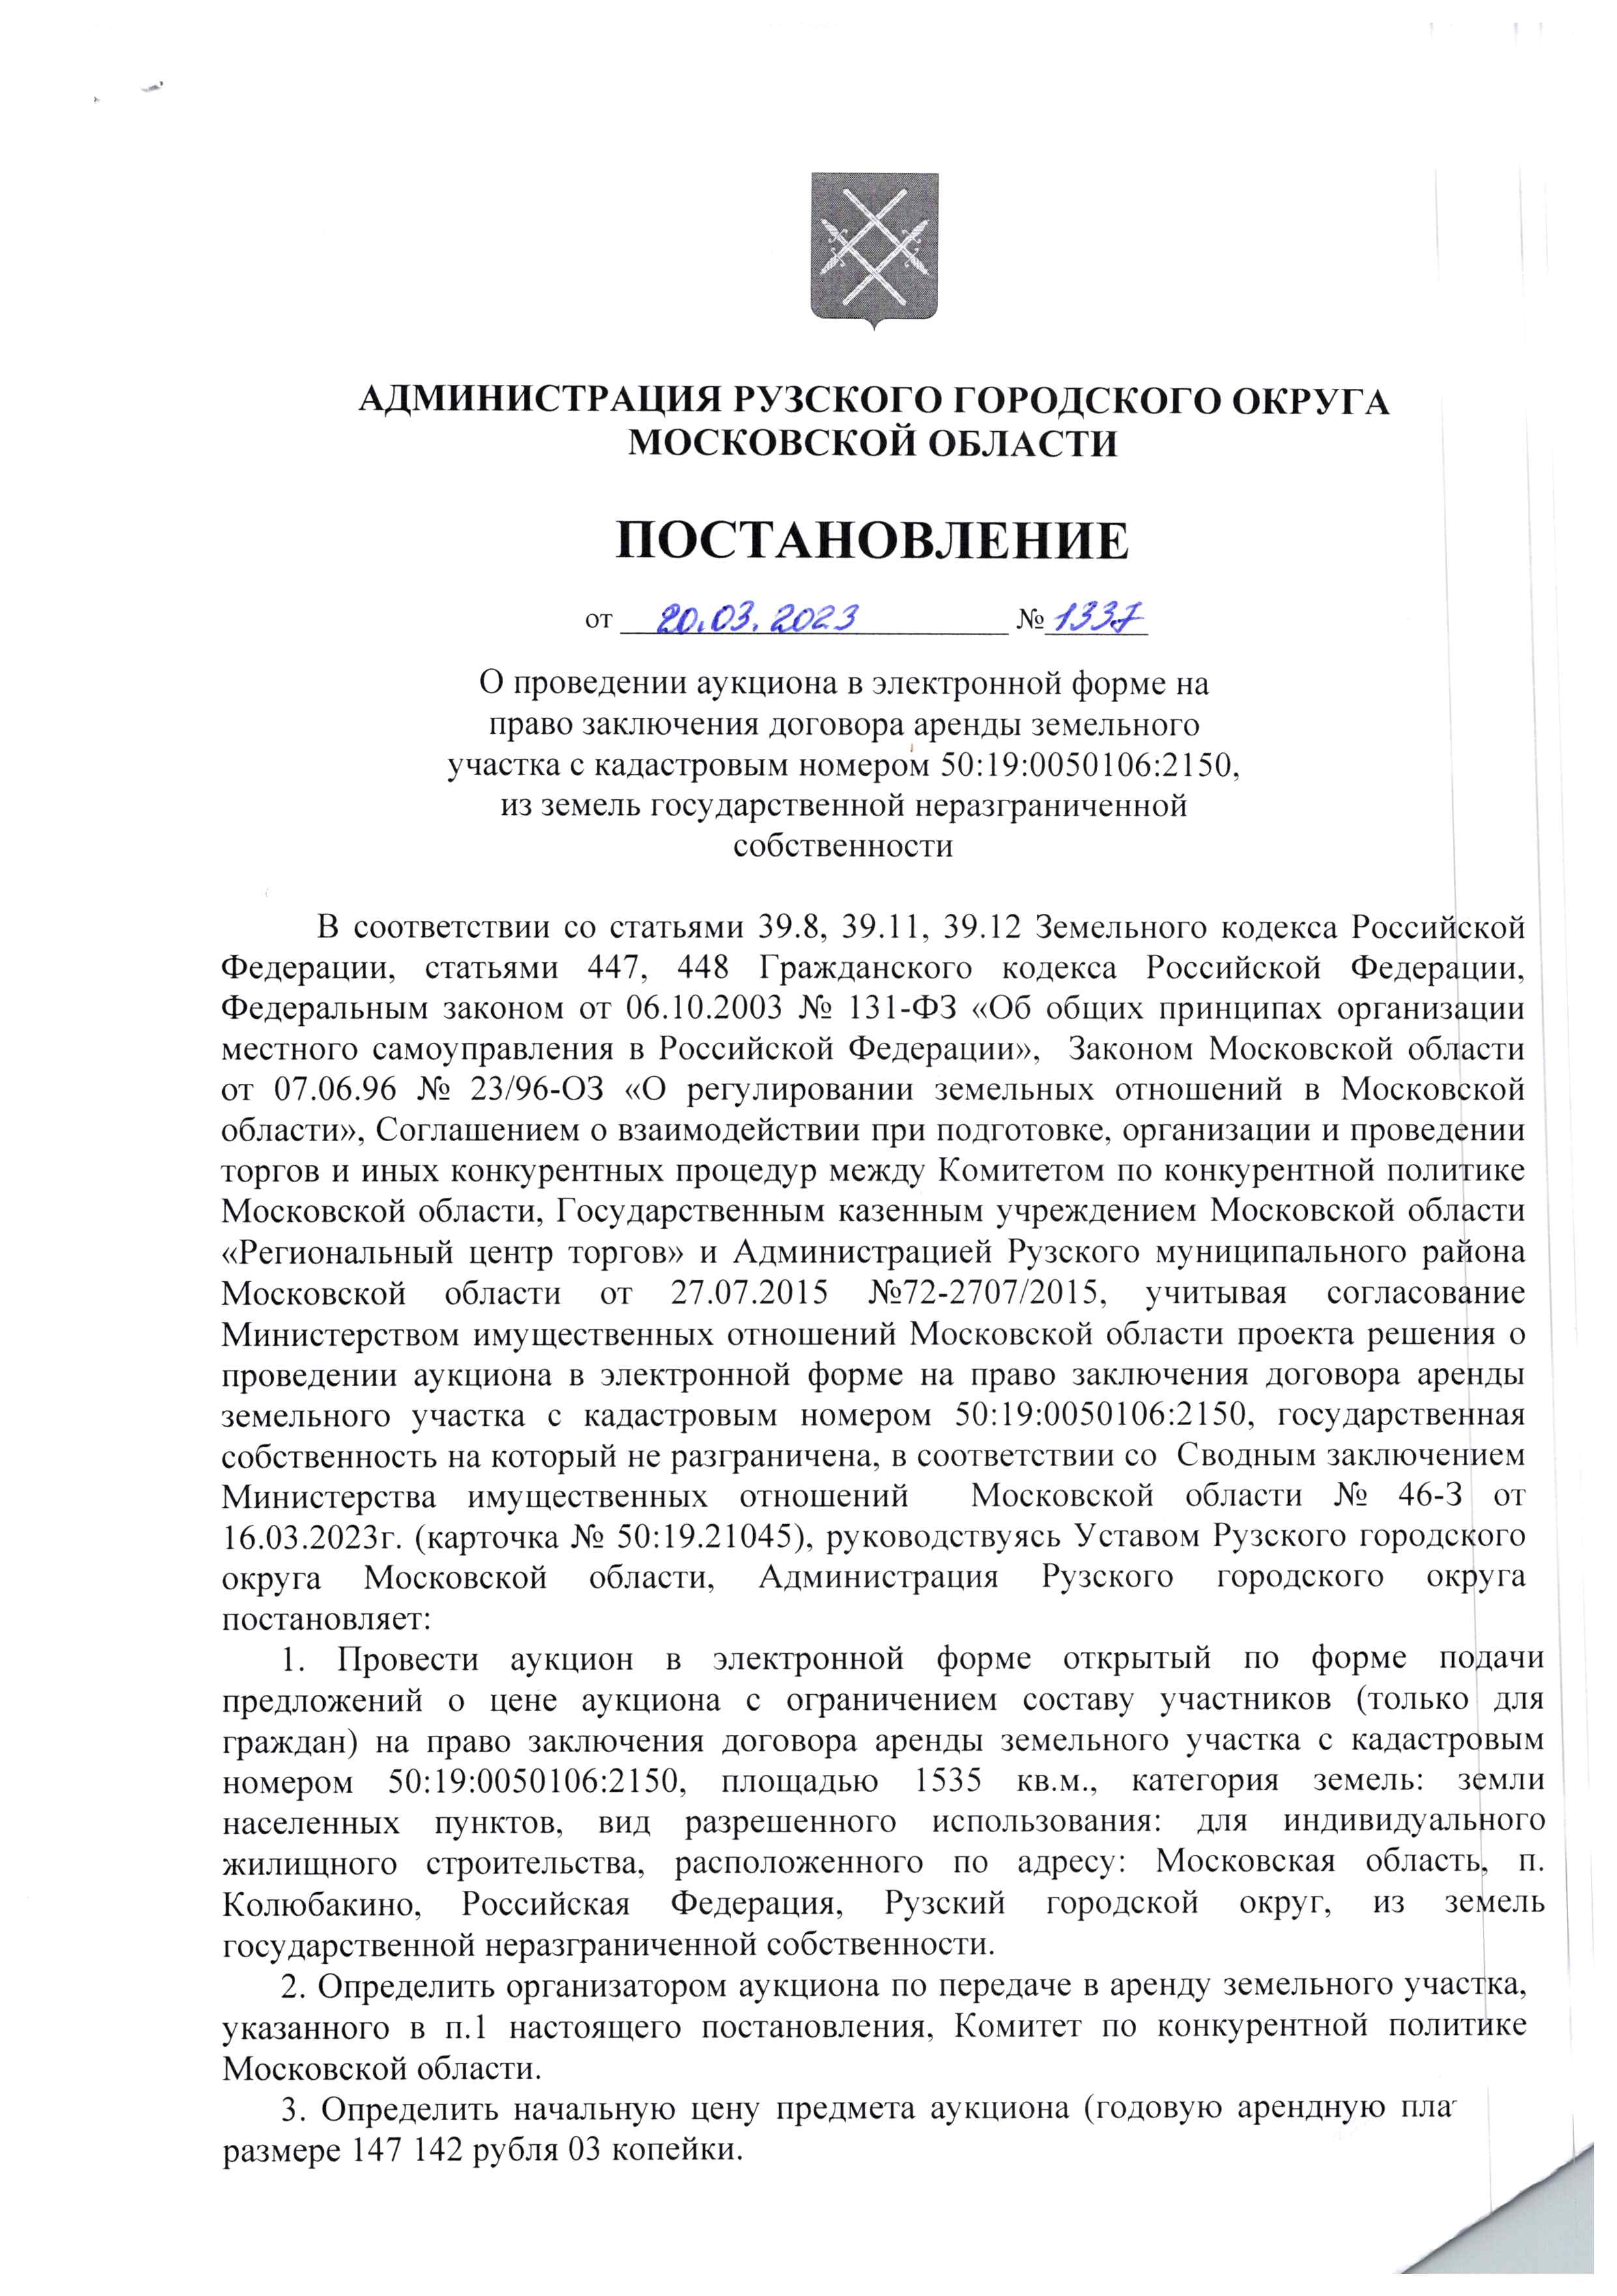 АДМИНИСТРАЦИЯ РУЗСКОГО ГОРОДСКОГО ОКРУГА
МОСКОВСКОЙ ОБЛАСТИ
ПОСТАНОВЛЕНИЕ
от 20.03.2023 № 1337
О проведении аукциона в электронной форме на
право заключения договора аренды земельного
участка с кадастровым номером 50:19:0050106:2150,
из земель государственной неразграниченной
собственности
В соответствии со статьями 39.8, 39.11, 39.12 Земельного кодекса Российской
Федерации, статьями 447, 448 Гражданского кодекса Российской Федерации,
Федеральным законом от 06.10.2003 № 131-ФЗ «Об общих принципах организации
местного самоуправления в Российской Федерации», Законом Московской области
от 07.06.96 № 23/96-ОЗ «О регулировании земельных отношений в Московской
области», Соглашением о взаимодействии при подготовке, организации и проведении
торгов и иных конкурентных процедур между Комитетом по конкурентной политике
Московской области, Государственным казенным учреждением Московской области
«Региональный центр торгов» и Администрацией Рузского муниципального района
Московской области от 27.07.2015 №72-2707/2015, учитывая согласование
Министерством имущественных отношений Московской области проекта решения о
проведении аукциона в электронной форме на право заключения договора аренды
земельного участка с кадастровым номером 50:19:0050106:2150, государственная
собственность на который не разграничена, в соответствии со Сводным заключением
Министерства имущественных отношений Московской области № 46-З от
16.03.2023г. (карточка № 50:19.21045), руководствуясь Уставом Рузского городского
округа Московской области, Администрация Рузского городского округа
постановляет:
1. Провести аукцион в электронной форме открытый по форме подачи
предложений о цене аукциона с ограничением составу участников (только для
граждан) на право заключения договора аренды земельного участка с кадастровым
номером 50:19:0050106:2150, площадью 1535 кв.м., категория земель: земли
населенных пунктов, вид разрешенного использования: для индивидуального
жилищного строительства, расположенного по адресу: Московская область, п.
Колюбакино, Российская Федерация, Рузский городской округ, из земель
государственной неразграниченной собственности.
2. Определить организатором аукциона по передаче в аренду земельного участка,
указанного в п.1 настоящего постановления, Комитет по конкурентной политике
Московской области.
3. Определить начальную цену предмета аукциона (годовую арендную пла
размере 147 142 рубля 03 копейки.